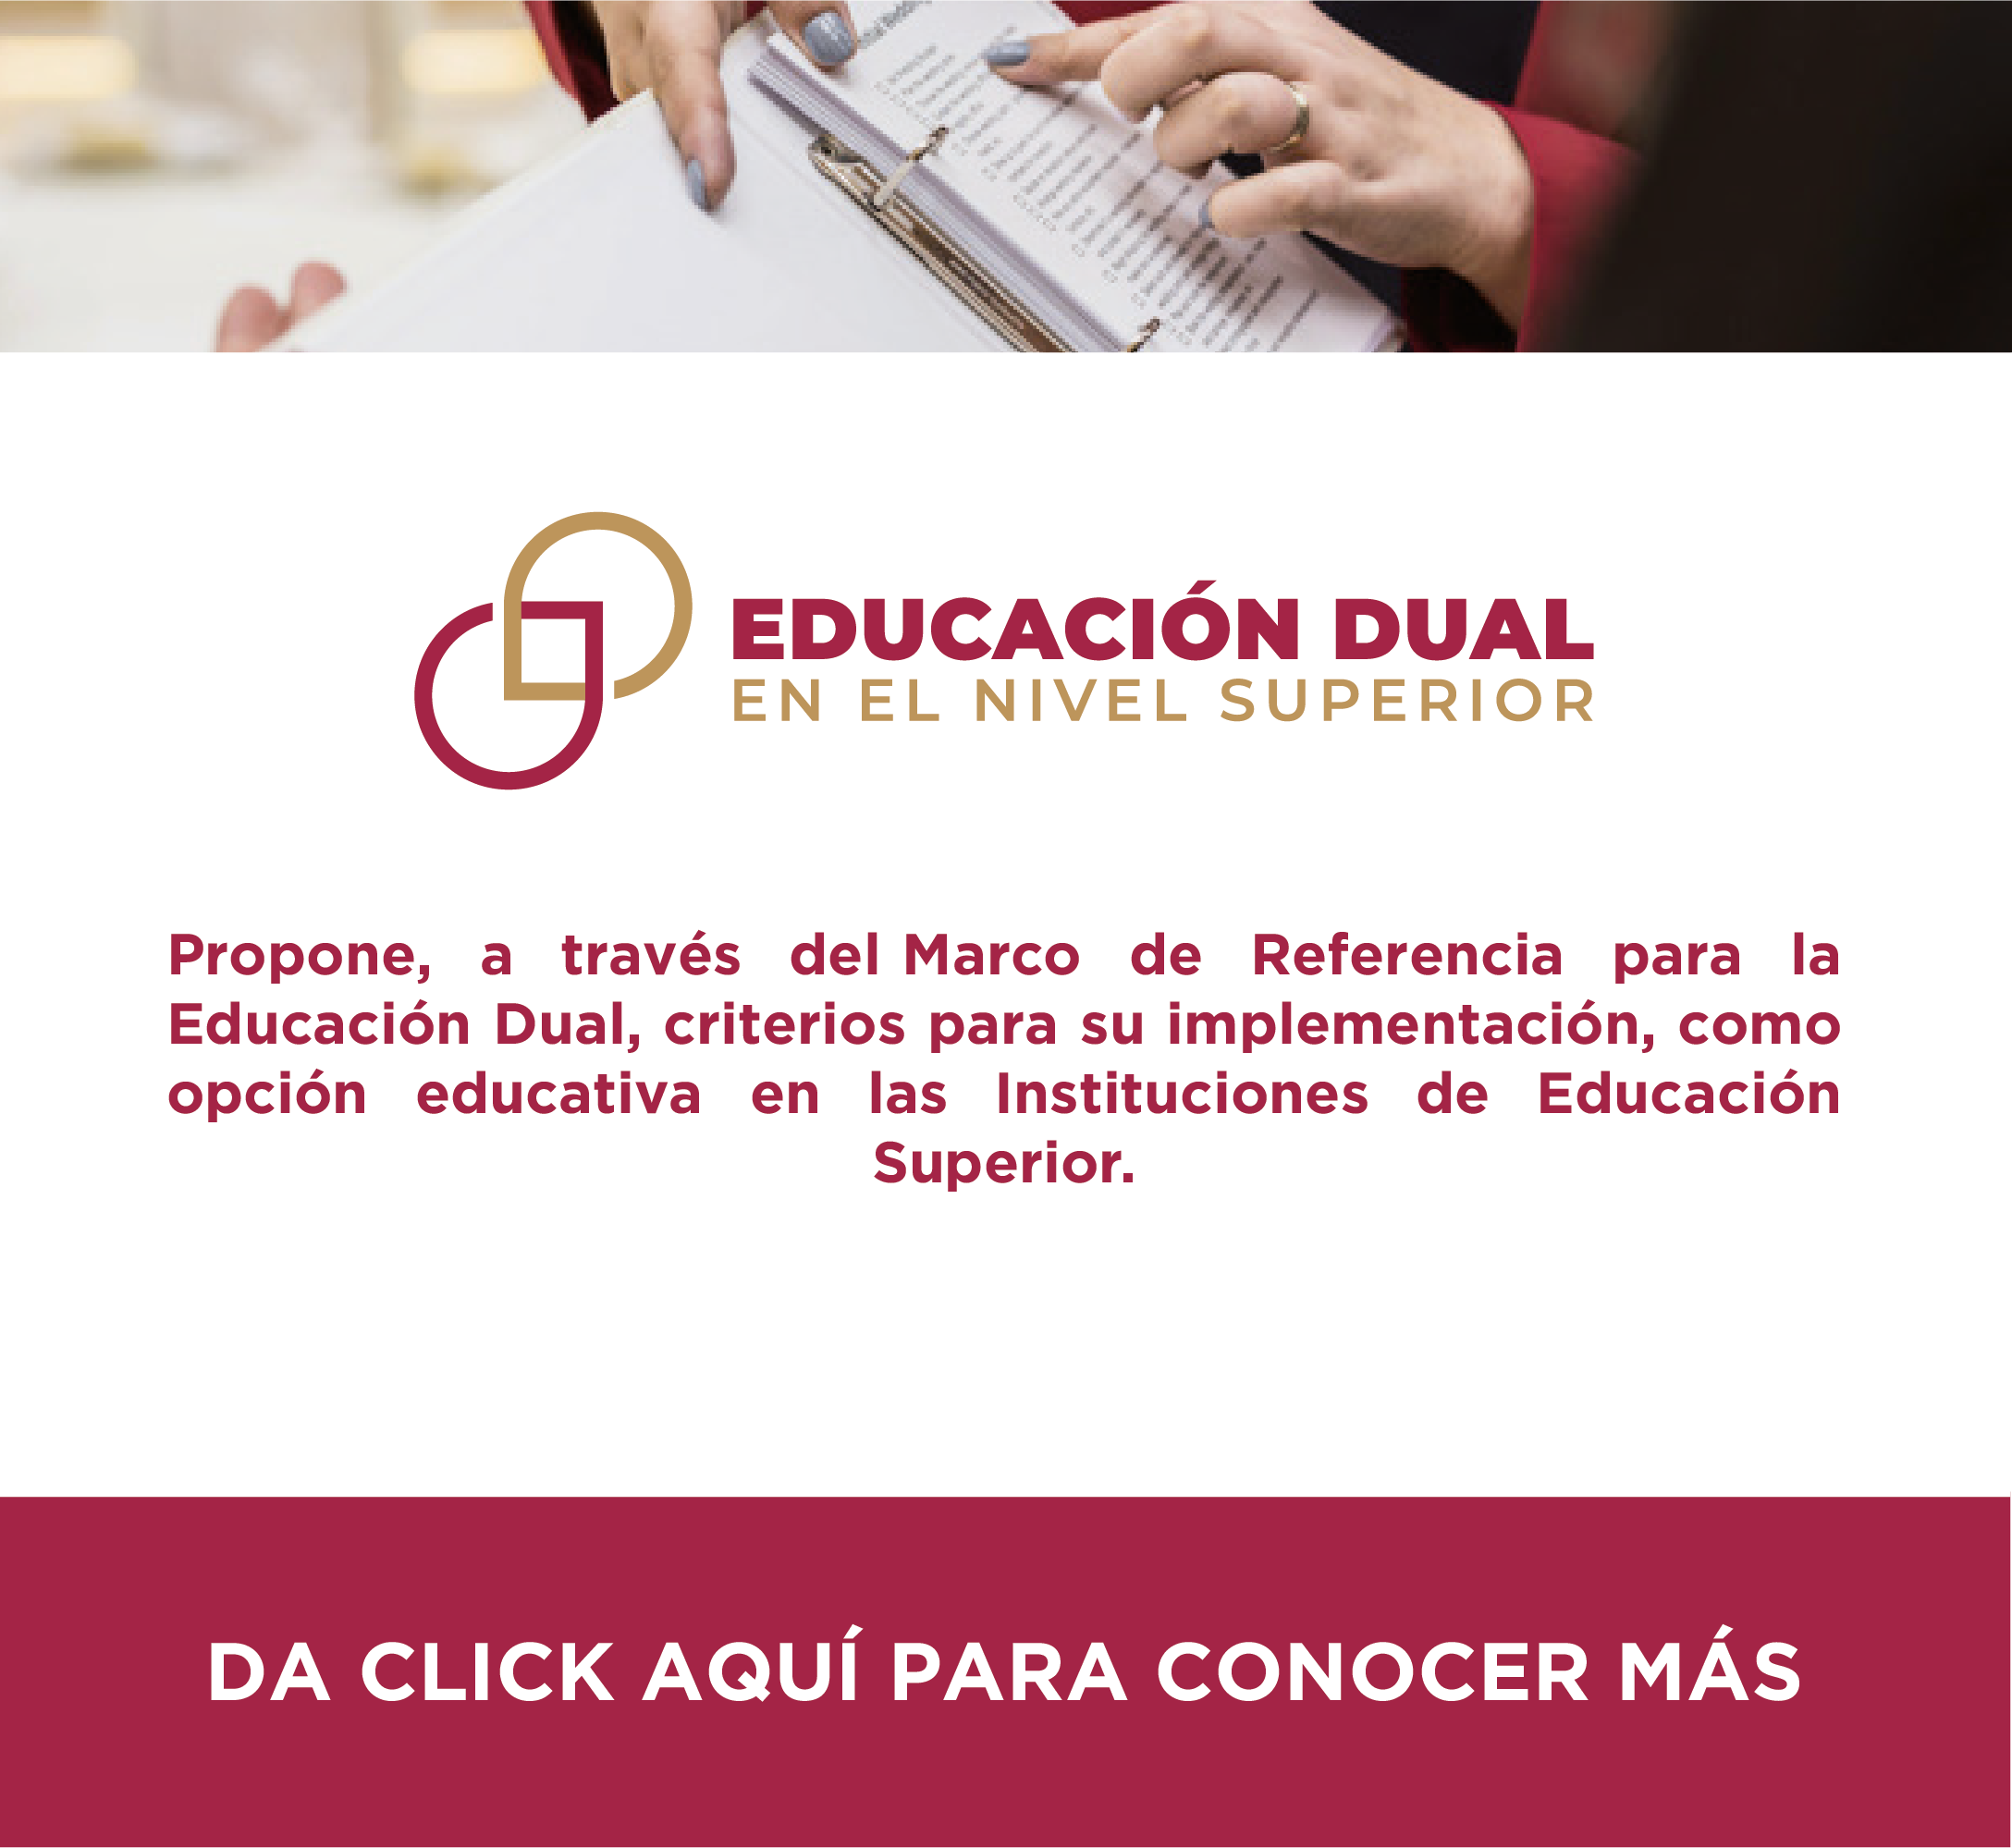 EDUCACIÓN DUAL
EN EL NIVEL SUPERIOR
Propone, a través del Marco de Referencia para la
Educación Dual, criterios para su implementación, como
opción educativa en las Instituciones de Educación
Superior.
DA CLICK AQUÍ PARA CONOCER MÁS